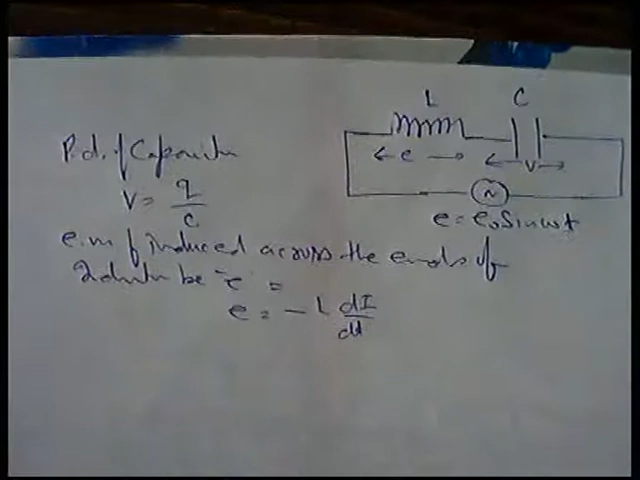 L C
P.d. of Capacitor
← e → ← V →
V = q/c
~
e = e₀ Sin ωt
e.m.f induced across the ends of
Inductor be 'e' =
e = - L dI/dt